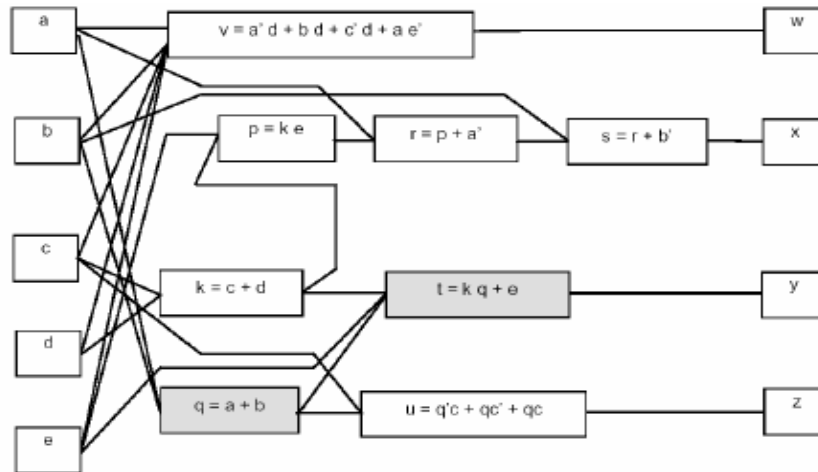 a
v = a' d + b d + c' d + a e'
w
b
p = k e
r = p + a'
s = r + b'
x
c
k = c + d
t = k q + e
y
d
q = a + b
u = q'c + qc' + qc
z
e